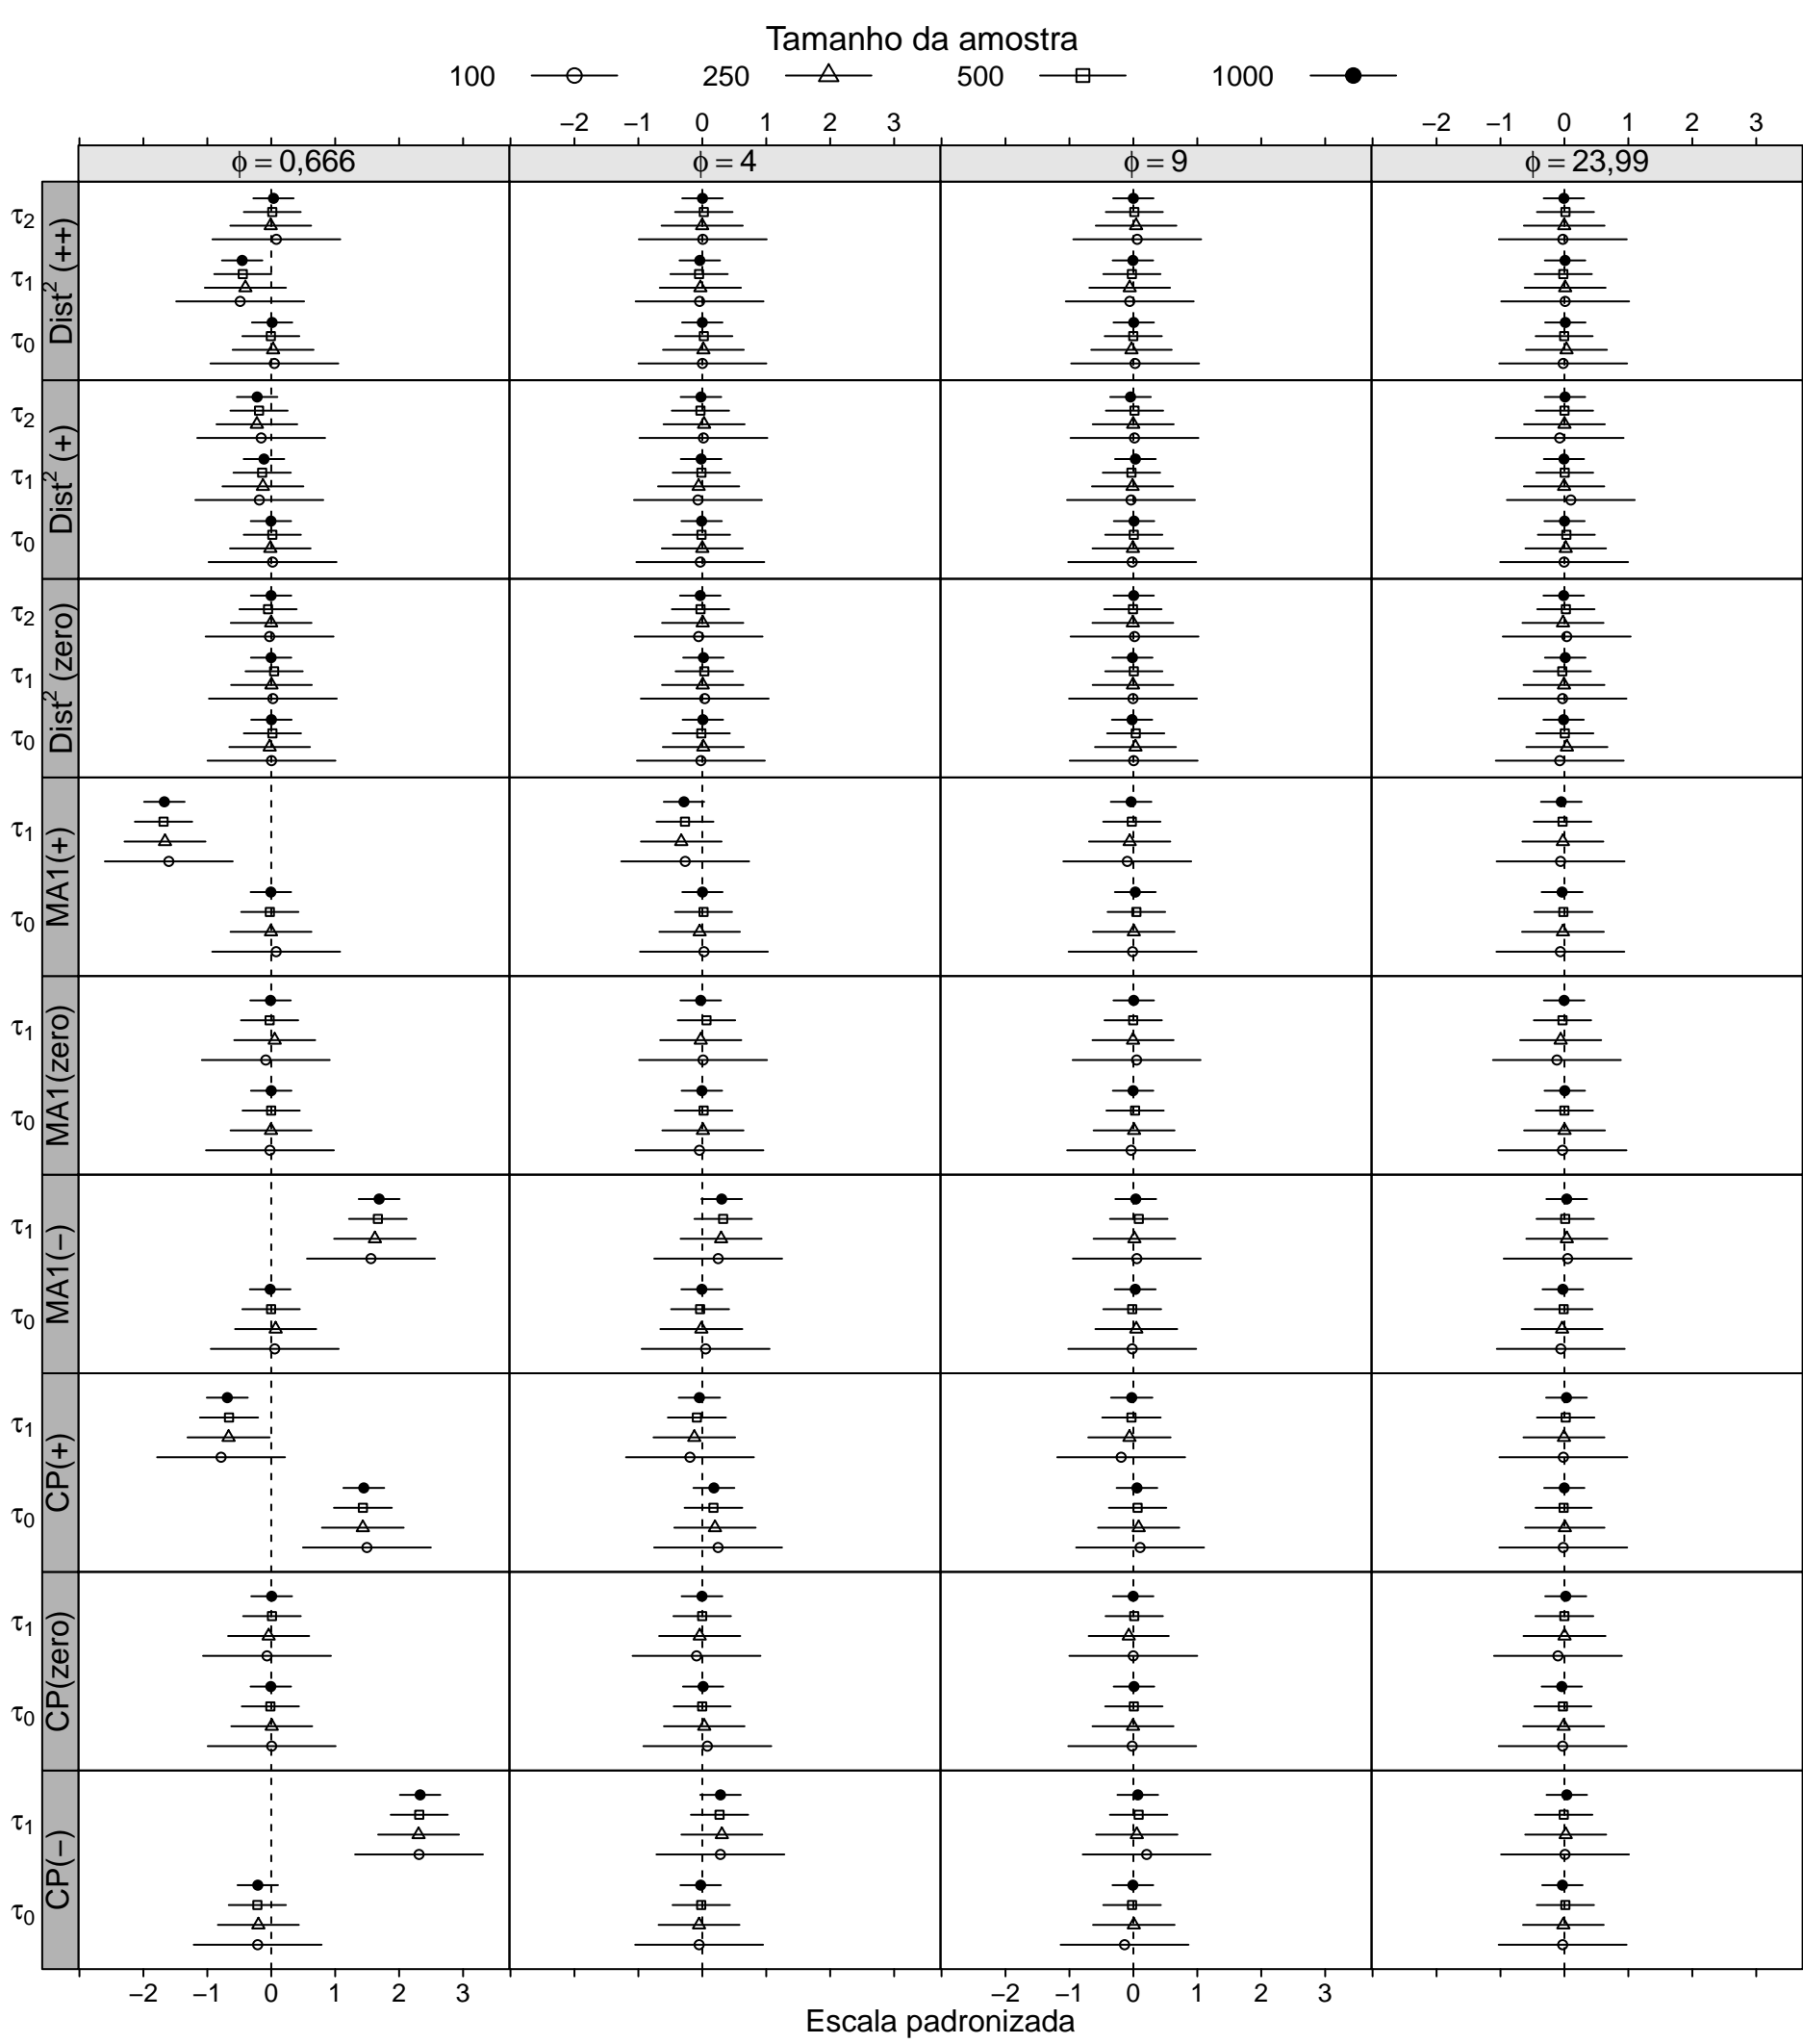 Tamanho da amostra
100 250 500 1000
−2 −1 0 1 2 3 −2 −1 0 1 2 3
ϕ = 0,666 ϕ = 4 ϕ = 9 ϕ = 23,99
Dist² (++)
τ₂
τ₁
τ₀
Dist² (+)
τ₂
τ₁
τ₀
Dist² (zero)
τ₂
τ₁
τ₀
MA1(+)
τ₁
τ₀
MA1(zero)
τ₁
τ₀
MA1(−)
τ₁
τ₀
CP(+)
τ₁
τ₀
CP(zero)
τ₁
τ₀
CP(−)
τ₁
τ₀
−2 −1 0 1 2 3 −2 −1 0 1 2 3
Escala padronizada